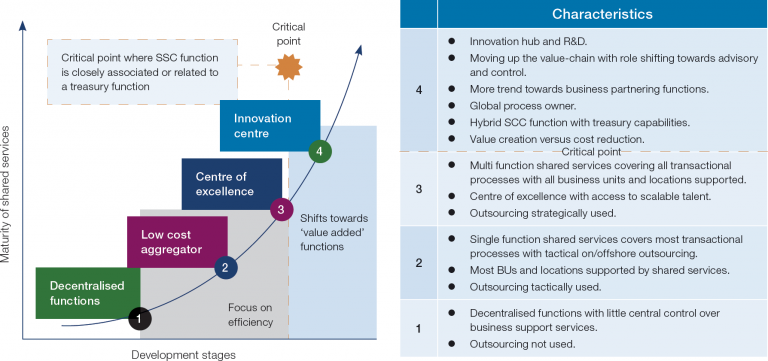 Maturity of shared services
Critical
point
Critical point where SSC function
is closely associated or related to
a treasury function
Innovation
centre
4
Centre of
excellence
3
Shifts towards
‘value added’
functions
Low cost
aggregator
2
Decentralised
functions
1
Focus on
efficiency
Development stages
Characteristics
4
● Innovation hub and R&D.
● Moving up the value-chain with role shifting towards advisory
and control.
● More trend towards business partnering functions.
● Global process owner.
● Hybrid SCC function with treasury capabilities.
● Value creation versus cost reduction.
Critical point
3
● Multi function shared services covering all transactional
processes with all business units and locations supported.
● Centre of excellence with access to scalable talent.
● Outsourcing strategically used.
2
● Single function shared services covers most transactional
processes with tactical on/offshore outsourcing.
● Most BUs and locations supported by shared services.
● Outsourcing tactically used.
1
● Decentralised functions with little central control over
business support services.
● Outsourcing not used.